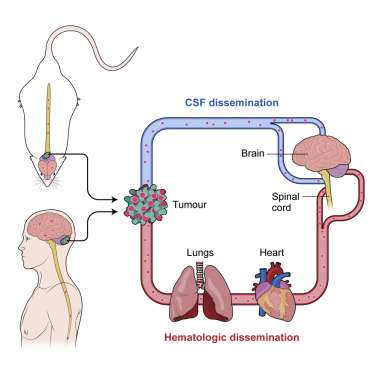 CSF dissemination
Brain
Spinal
cord
Tumour
Lungs
Heart
Hematologic dissemination